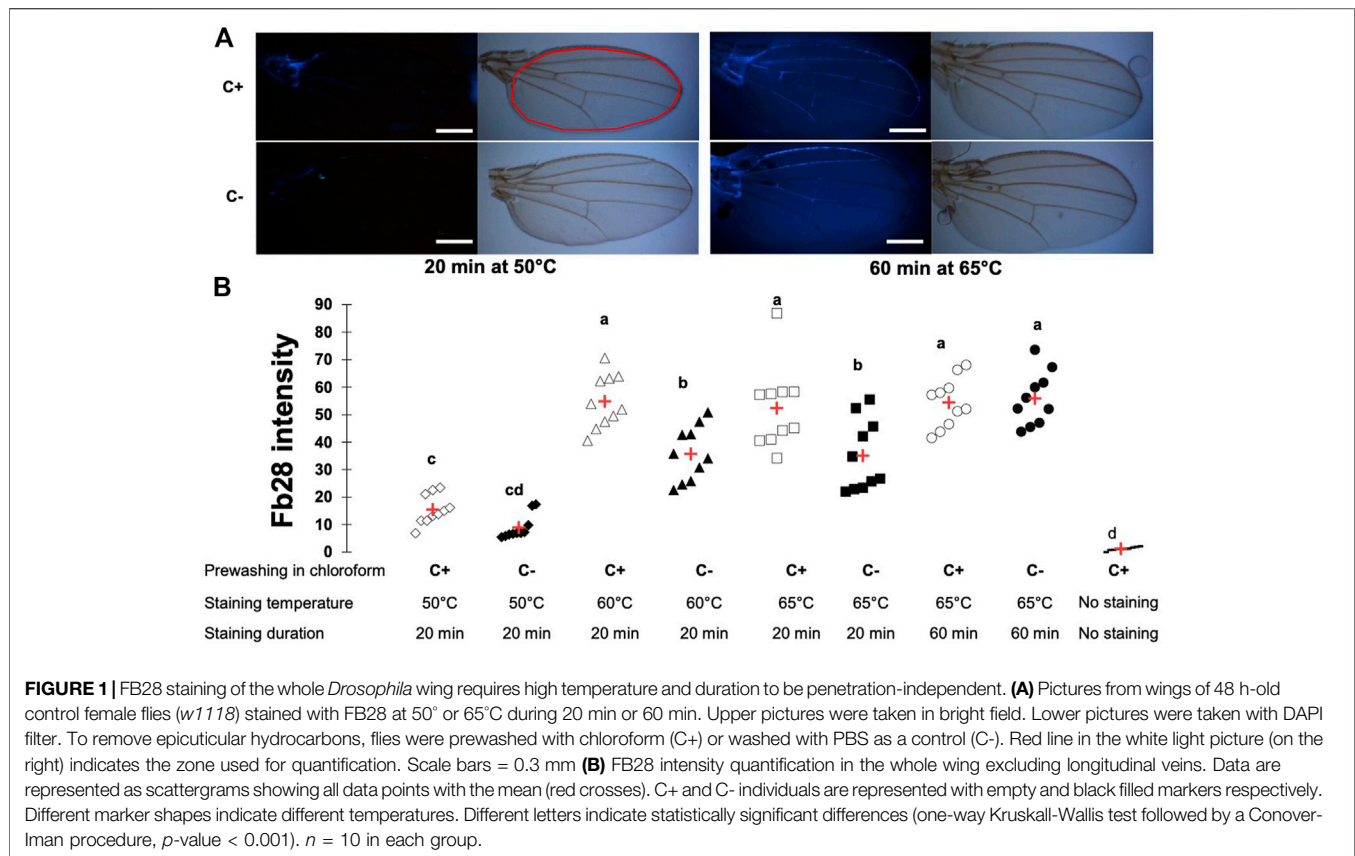 A
C+
C-
20 min at 50°C
60 min at 65°C
B
Fb28 intensity
90
80
70
60
50
40
30
20
10
0
c
cd
a
b
a
b
a
a
d
Prewashing in chloroform C+ C- C+ C- C+ C- C+ C- C+
Staining temperature 50°C 50°C 60°C 60°C 65°C 65°C 65°C 65°C No staining
Staining duration 20 min 20 min 20 min 20 min 20 min 20 min 60 min 60 min No staining
FIGURE 1 | FB28 staining of the whole Drosophila wing requires high temperature and duration to be penetration-independent. (A) Pictures from wings of 48 h-old
control female flies (w1118) stained with FB28 at 50° or 65°C during 20 min or 60 min. Upper pictures were taken in bright field. Lower pictures were taken with DAPI
filter. To remove epicuticular hydrocarbons, flies were prewashed with chloroform (C+) or washed with PBS as a control (C-). Red line in the white light picture (on the
right) indicates the zone used for quantification. Scale bars = 0.3 mm (B) FB28 intensity quantification in the whole wing excluding longitudinal veins. Data are
represented as scattergrams showing all data points with the mean (red crosses). C+ and C- individuals are represented with empty and black filled markers respectively.
Different marker shapes indicate different temperatures. Different letters indicate statistically significant differences (one-way Kruskall-Wallis test followed by a Conover-
Iman procedure, p-value < 0.001). n = 10 in each group.